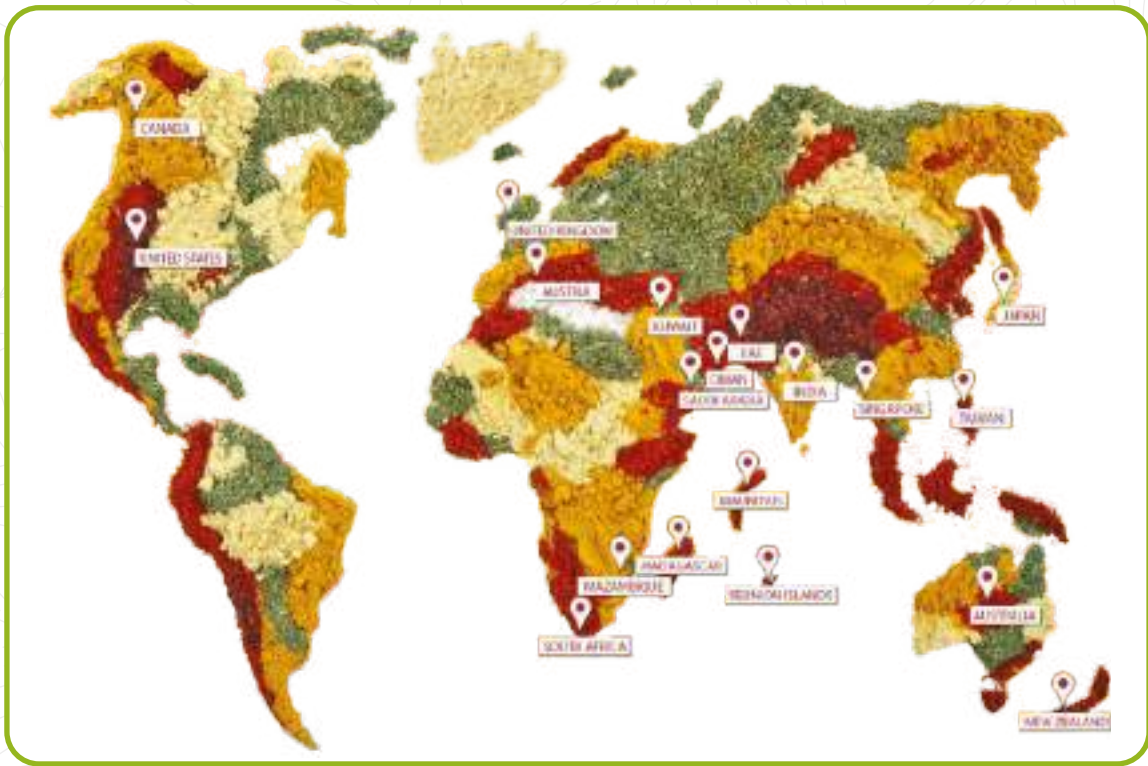 CANADA
UNITED STATES
UNITED KINGDOM
AUSTRIA
KUWAIT
JAPAN
UAE
OMAN
SAUDI ARABIA
INDIA
SINGAPORE
TAIWAN
MAURITIUS
MADAGASCAR
MAZAMBIQUE
REUNION ISLANDS
SOUTH AFRICA
AUSTRALIA
NEW ZEALAND